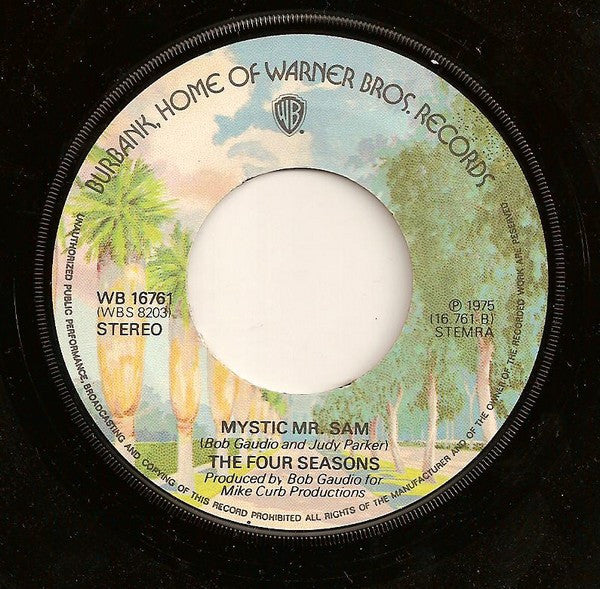 BURBANK, HOME OF WARNER BROS. RECORDS
WB
WB 16761
(WBS 8203)
STEREO
℗ 1975
(16 761-B)
STEMRA
MYSTIC MR. SAM
(Bob Gaudio and Judy Parker)
THE FOUR SEASONS
Produced by Bob Gaudio for
Mike Curb Productions
UNAUTHORIZED PUBLIC PERFORMANCE, BROADCASTING AND COPYING OF THIS RECORD PROHIBITED ALL RIGHTS OF THE MANUFACTURER AND OF THE OWNER OF THE RECORDED WORK ARE RESERVED